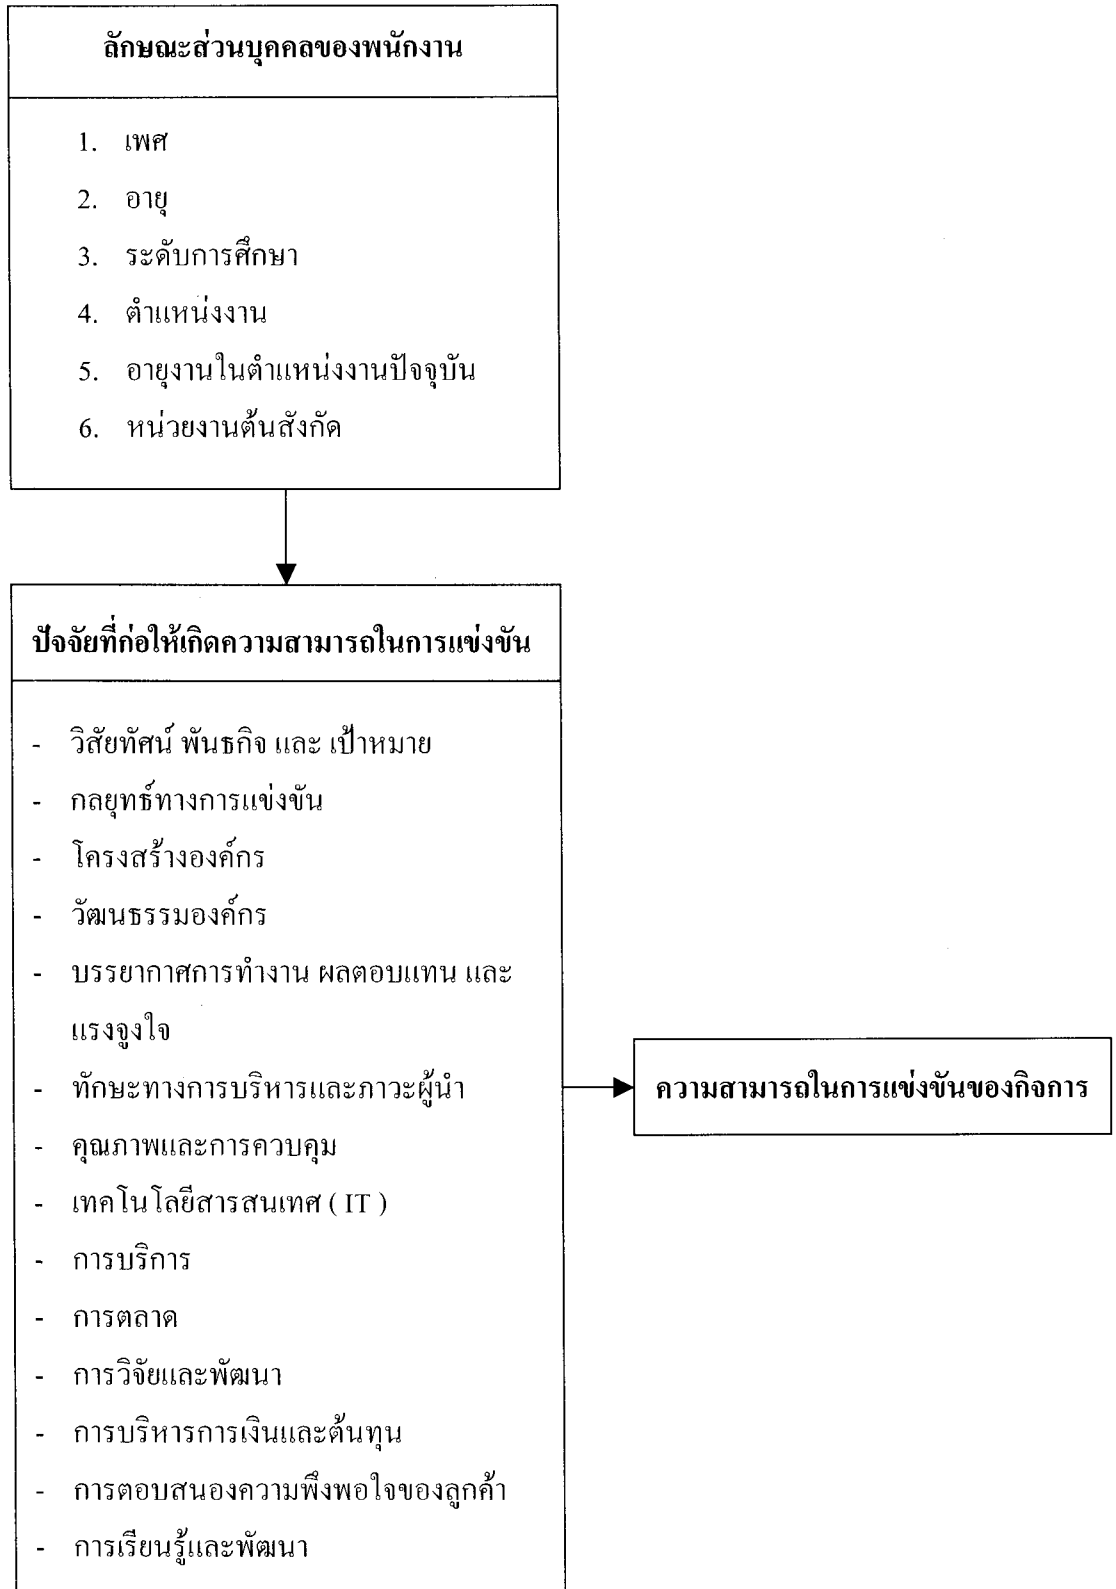 ลักษณะส่วนบุคคลของพนักงาน
1. เพศ
2. อายุ
3. ระดับการศึกษา
4. ตำแหน่งงาน
5. อายุงานในตำแหน่งงานปัจจุบัน
6. หน่วยงานต้นสังกัด
ปัจจัยที่ก่อให้เกิดความสามารถในการแข่งขัน
- วิสัยทัศน์ พันธกิจ และ เป้าหมาย
- กลยุทธ์ทางการแข่งขัน
- โครงสร้างองค์กร
- วัฒนธรรมองค์กร
- บรรยากาศการทำงาน ผลตอบแทน และ
แรงจูงใจ
- ทักษะทางการบริหารและภาวะผู้นำ
- คุณภาพและการควบคุม
- เทคโนโลยีสารสนเทศ ( IT )
- การบริการ
- การตลาด
- การวิจัยและพัฒนา
- การบริหารการเงินและต้นทุน
- การตอบสนองความพึงพอใจของลูกค้า
- การเรียนรู้และพัฒนา
ความสามารถในการแข่งขันของกิจการ